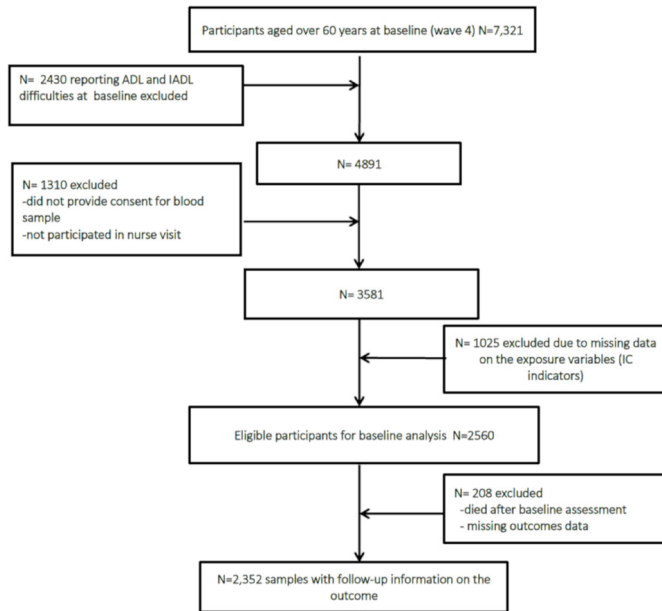 Participants aged over 60 years at baseline (wave 4) N=7,321
N=  2430 reporting ADL and IADL
difficulties at  baseline excluded
N= 4891
N= 1310 excluded
-did not provide consent for blood
sample
-not participated in nurse visit
N= 3581
N= 1025 excluded due to missing data
on the exposure variables (IC
indicators)
Eligible participants for baseline analysis  N=2560
N= 208 excluded
-died after baseline assessment
- missing outcomes data
N=2,352 samples with follow-up information on the
outcome